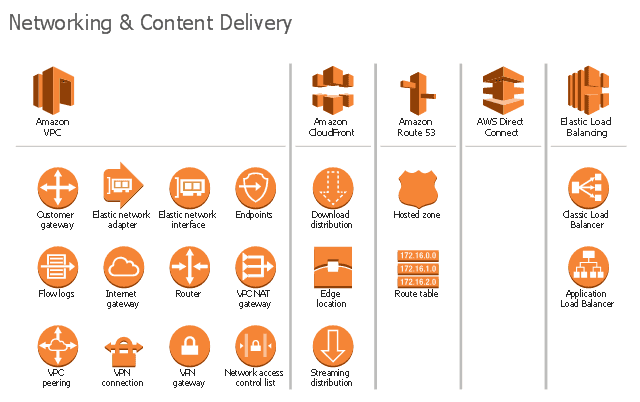 Networking & Content Delivery
Amazon
VPC
Amazon
CloudFront
Amazon
Route 53
AWS Direct
Connect
Elastic Load
Balancing
Customer
gateway
Elastic network
adapter
Elastic network
interface
Endpoints
Download
distribution
Hosted zone
Classic Load
Balancer
Flow logs
Internet
gateway
Router
VPC NAT
gateway
Edge
location
172.16.0.0
172.16.1.0
172.16.2.0
Route table
Application
Load Balancer
VPC
peering
VPN
connection
VPN
gateway
Network access
control list
Streaming
distribution